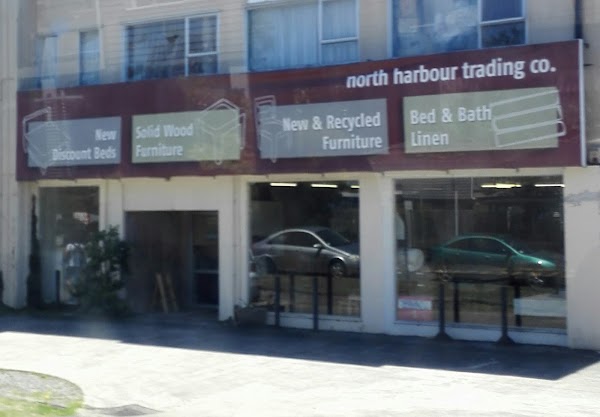 north harbour trading co.
New
Discount Beds
Solid Wood
Furniture
New & Recycled
Furniture
Bed & Bath
Linen